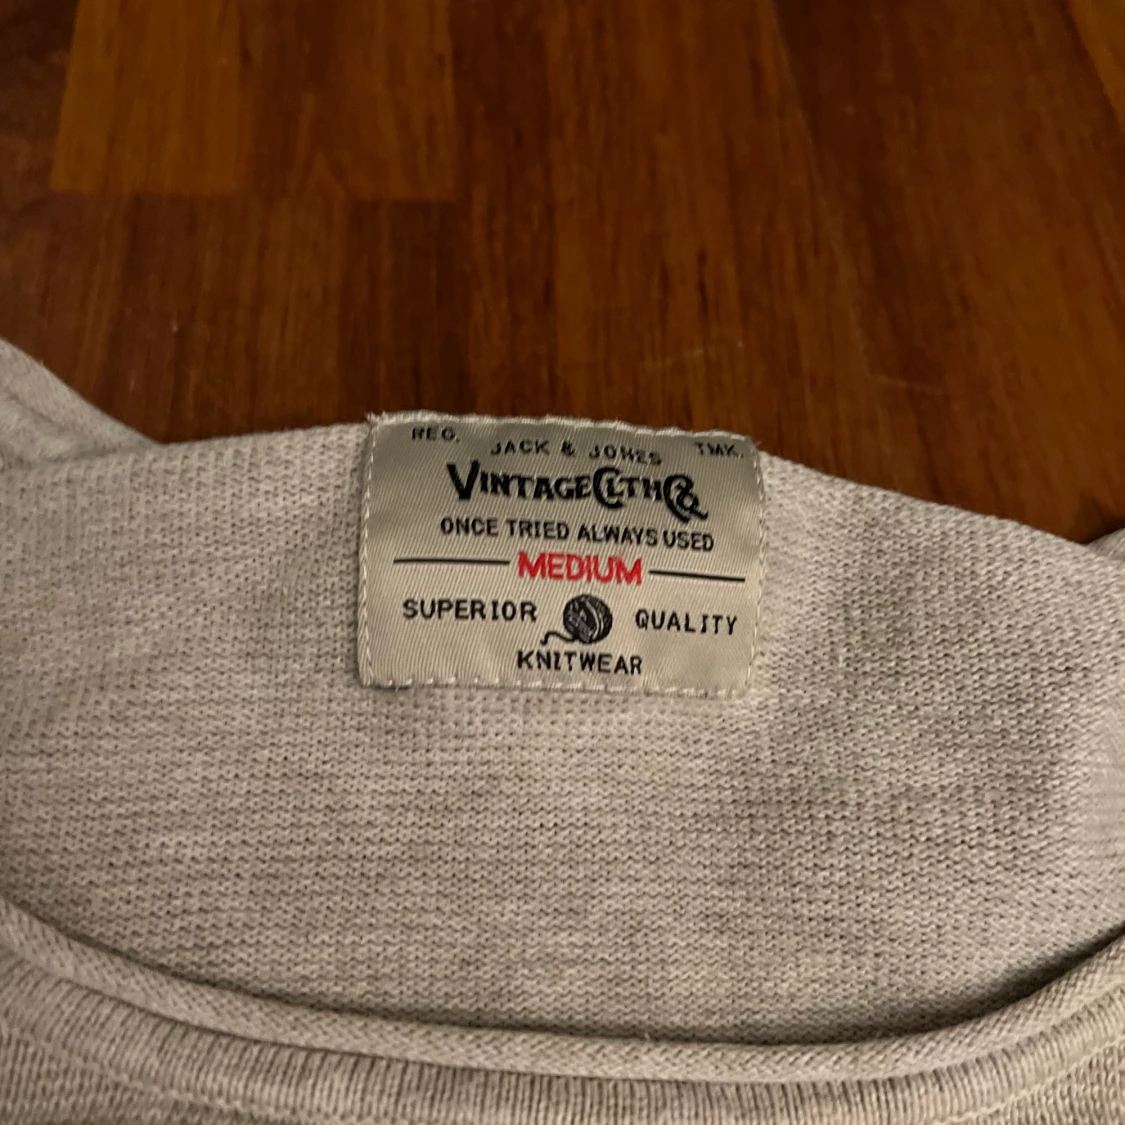 REG. JACK & JONES TMK.
VINTAGE CLTH Co
ONCE TRIED ALWAYS USED
MEDIUM
SUPERIOR QUALITY
KNITWEAR